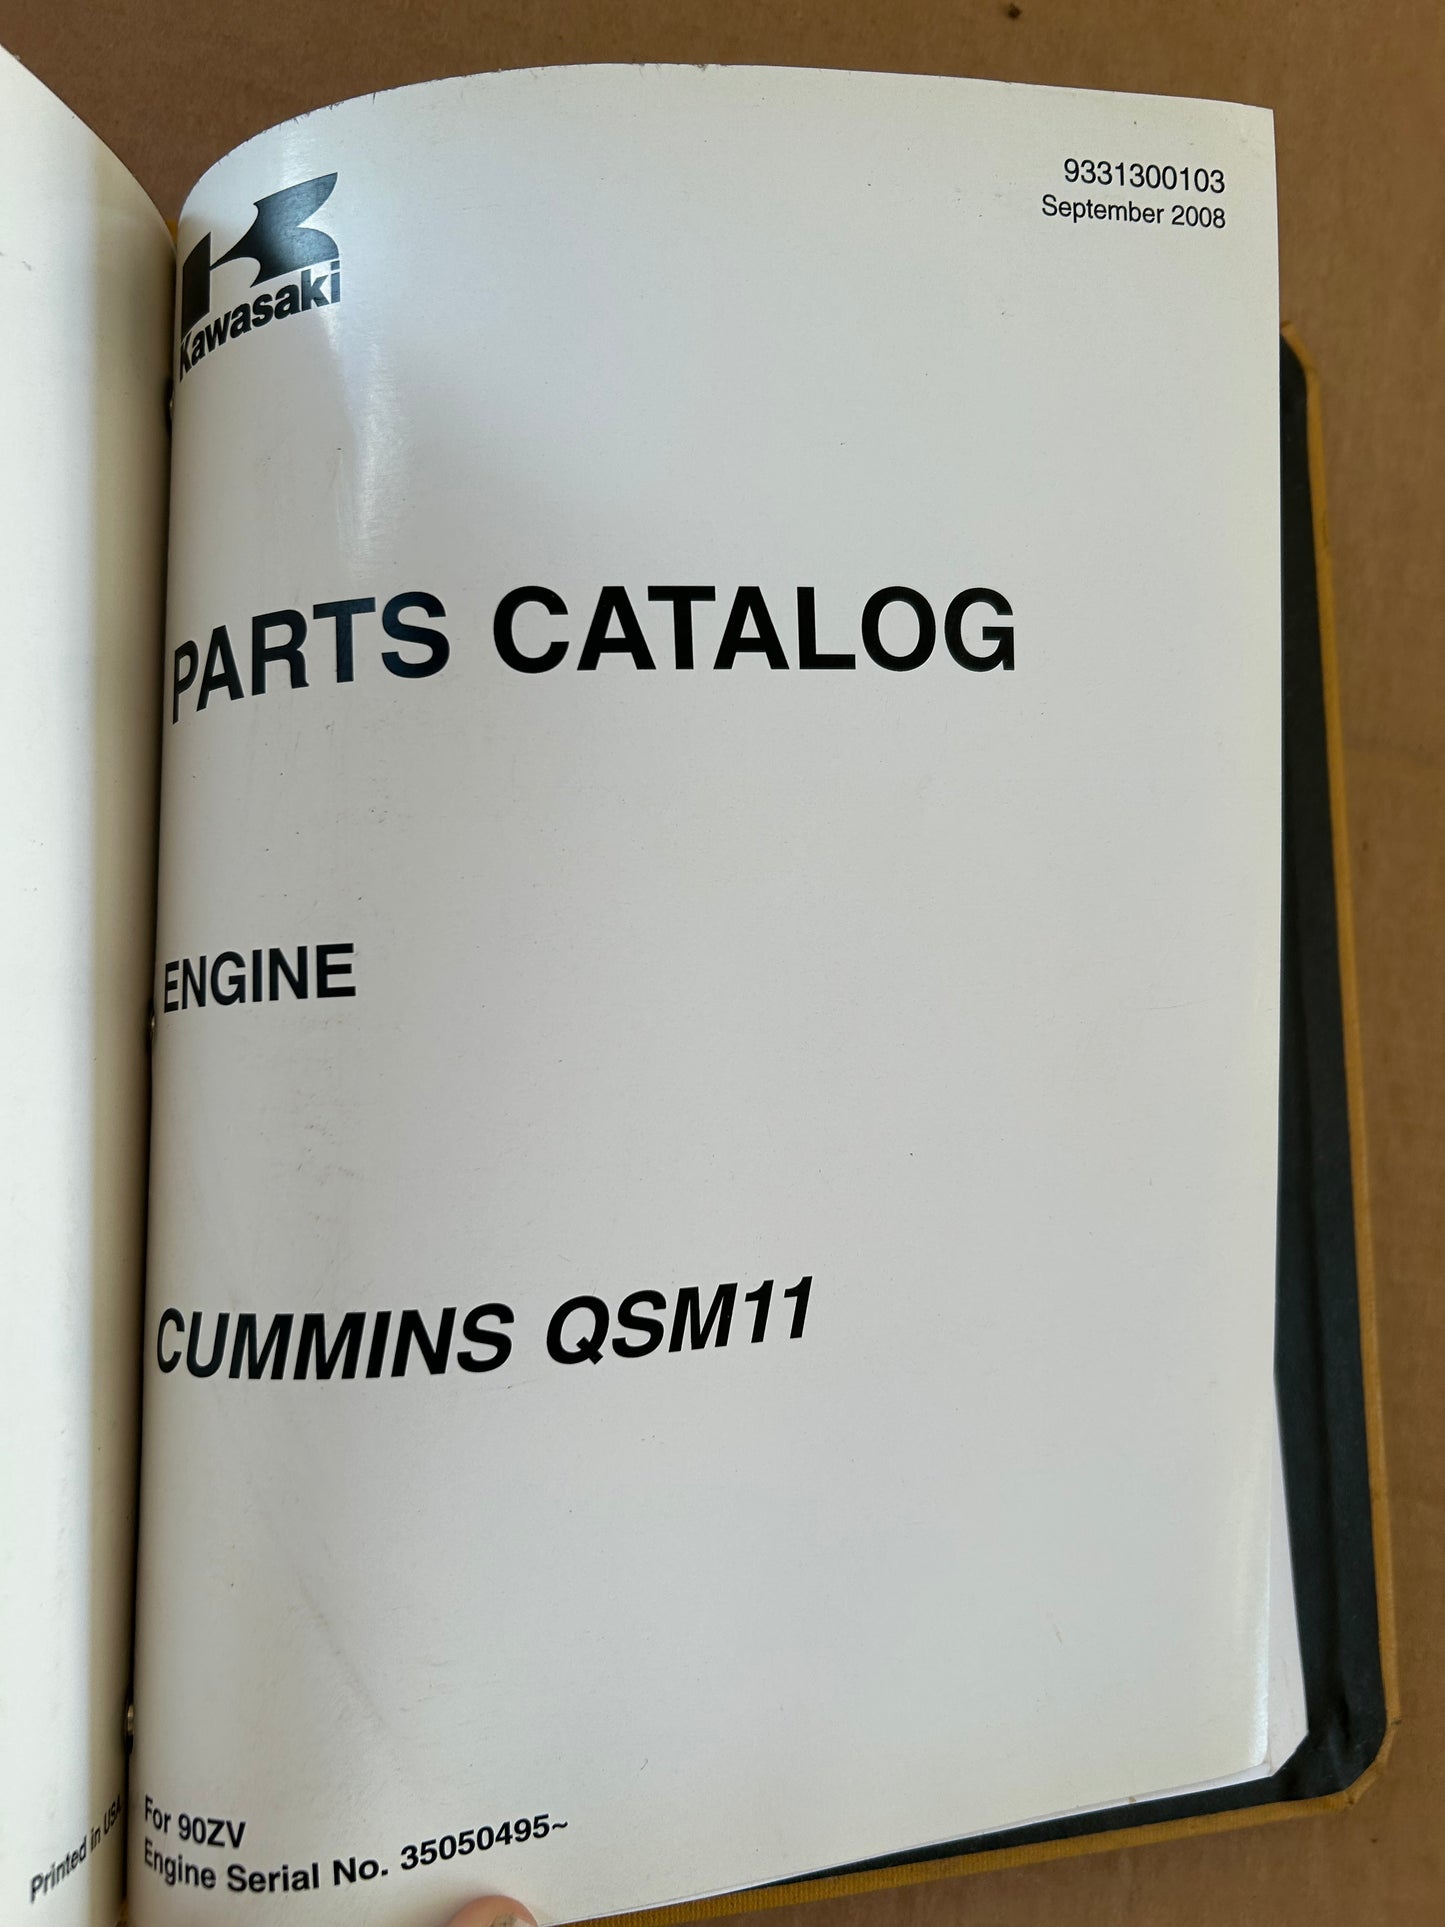 Kawasaki
9331300103
September 2008
PARTS CATALOG
ENGINE
CUMMINS QSM11
For 90ZV
Engine Serial No. 35050495~
Printed in USA